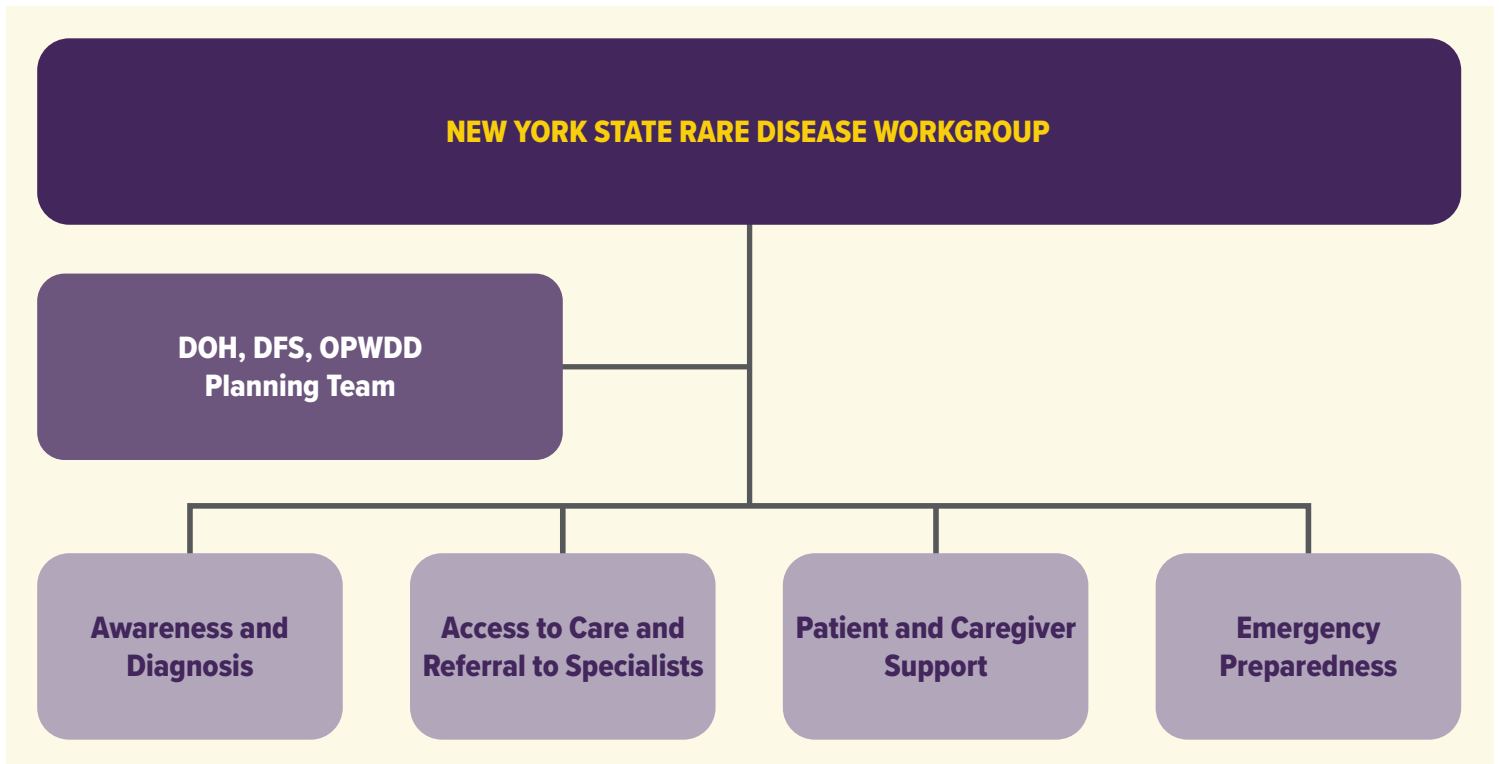 NEW YORK STATE RARE DISEASE WORKGROUP
DOH, DFS, OPWDD
Planning Team
Awareness and
Diagnosis
Access to Care and
Referral to Specialists
Patient and Caregiver
Support
Emergency
Preparedness